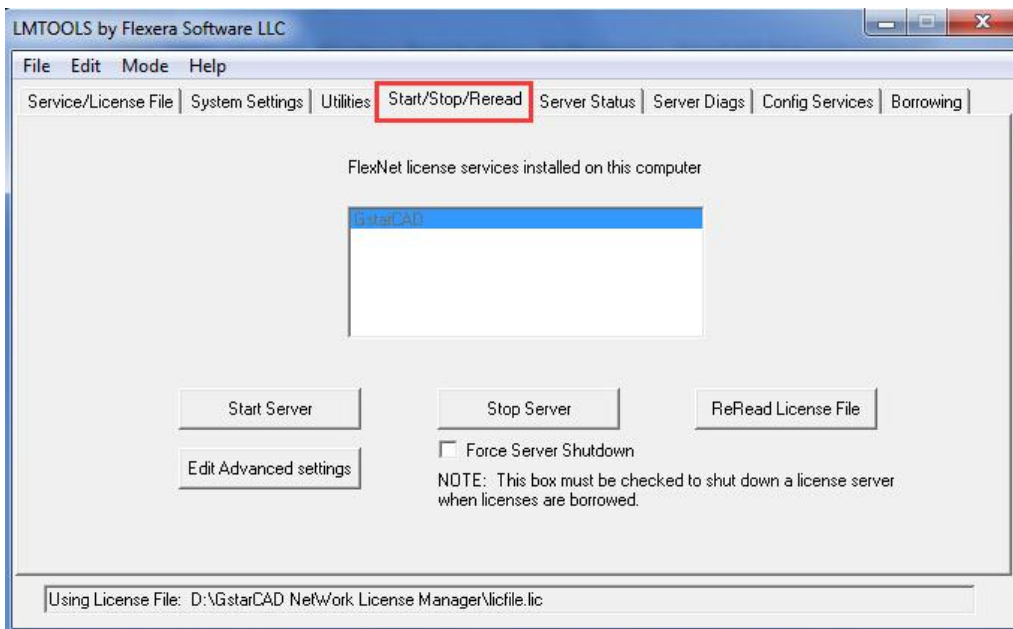 LMTOOLS by Flexera Software LLC
File Edit Mode Help
Service/License File System Settings Utilities Start/Stop/Reread Server Status Server Diags Config Services Borrowing
FlexNet license services installed on this computer
GstarCAD
Start Server Stop Server ReRead License File
Edit Advanced settings
Force Server Shutdown
NOTE: This box must be checked to shut down a license server
when licenses are borrowed.
Using License File: D:\GstarCAD NetWork License Manager\licfile.lic